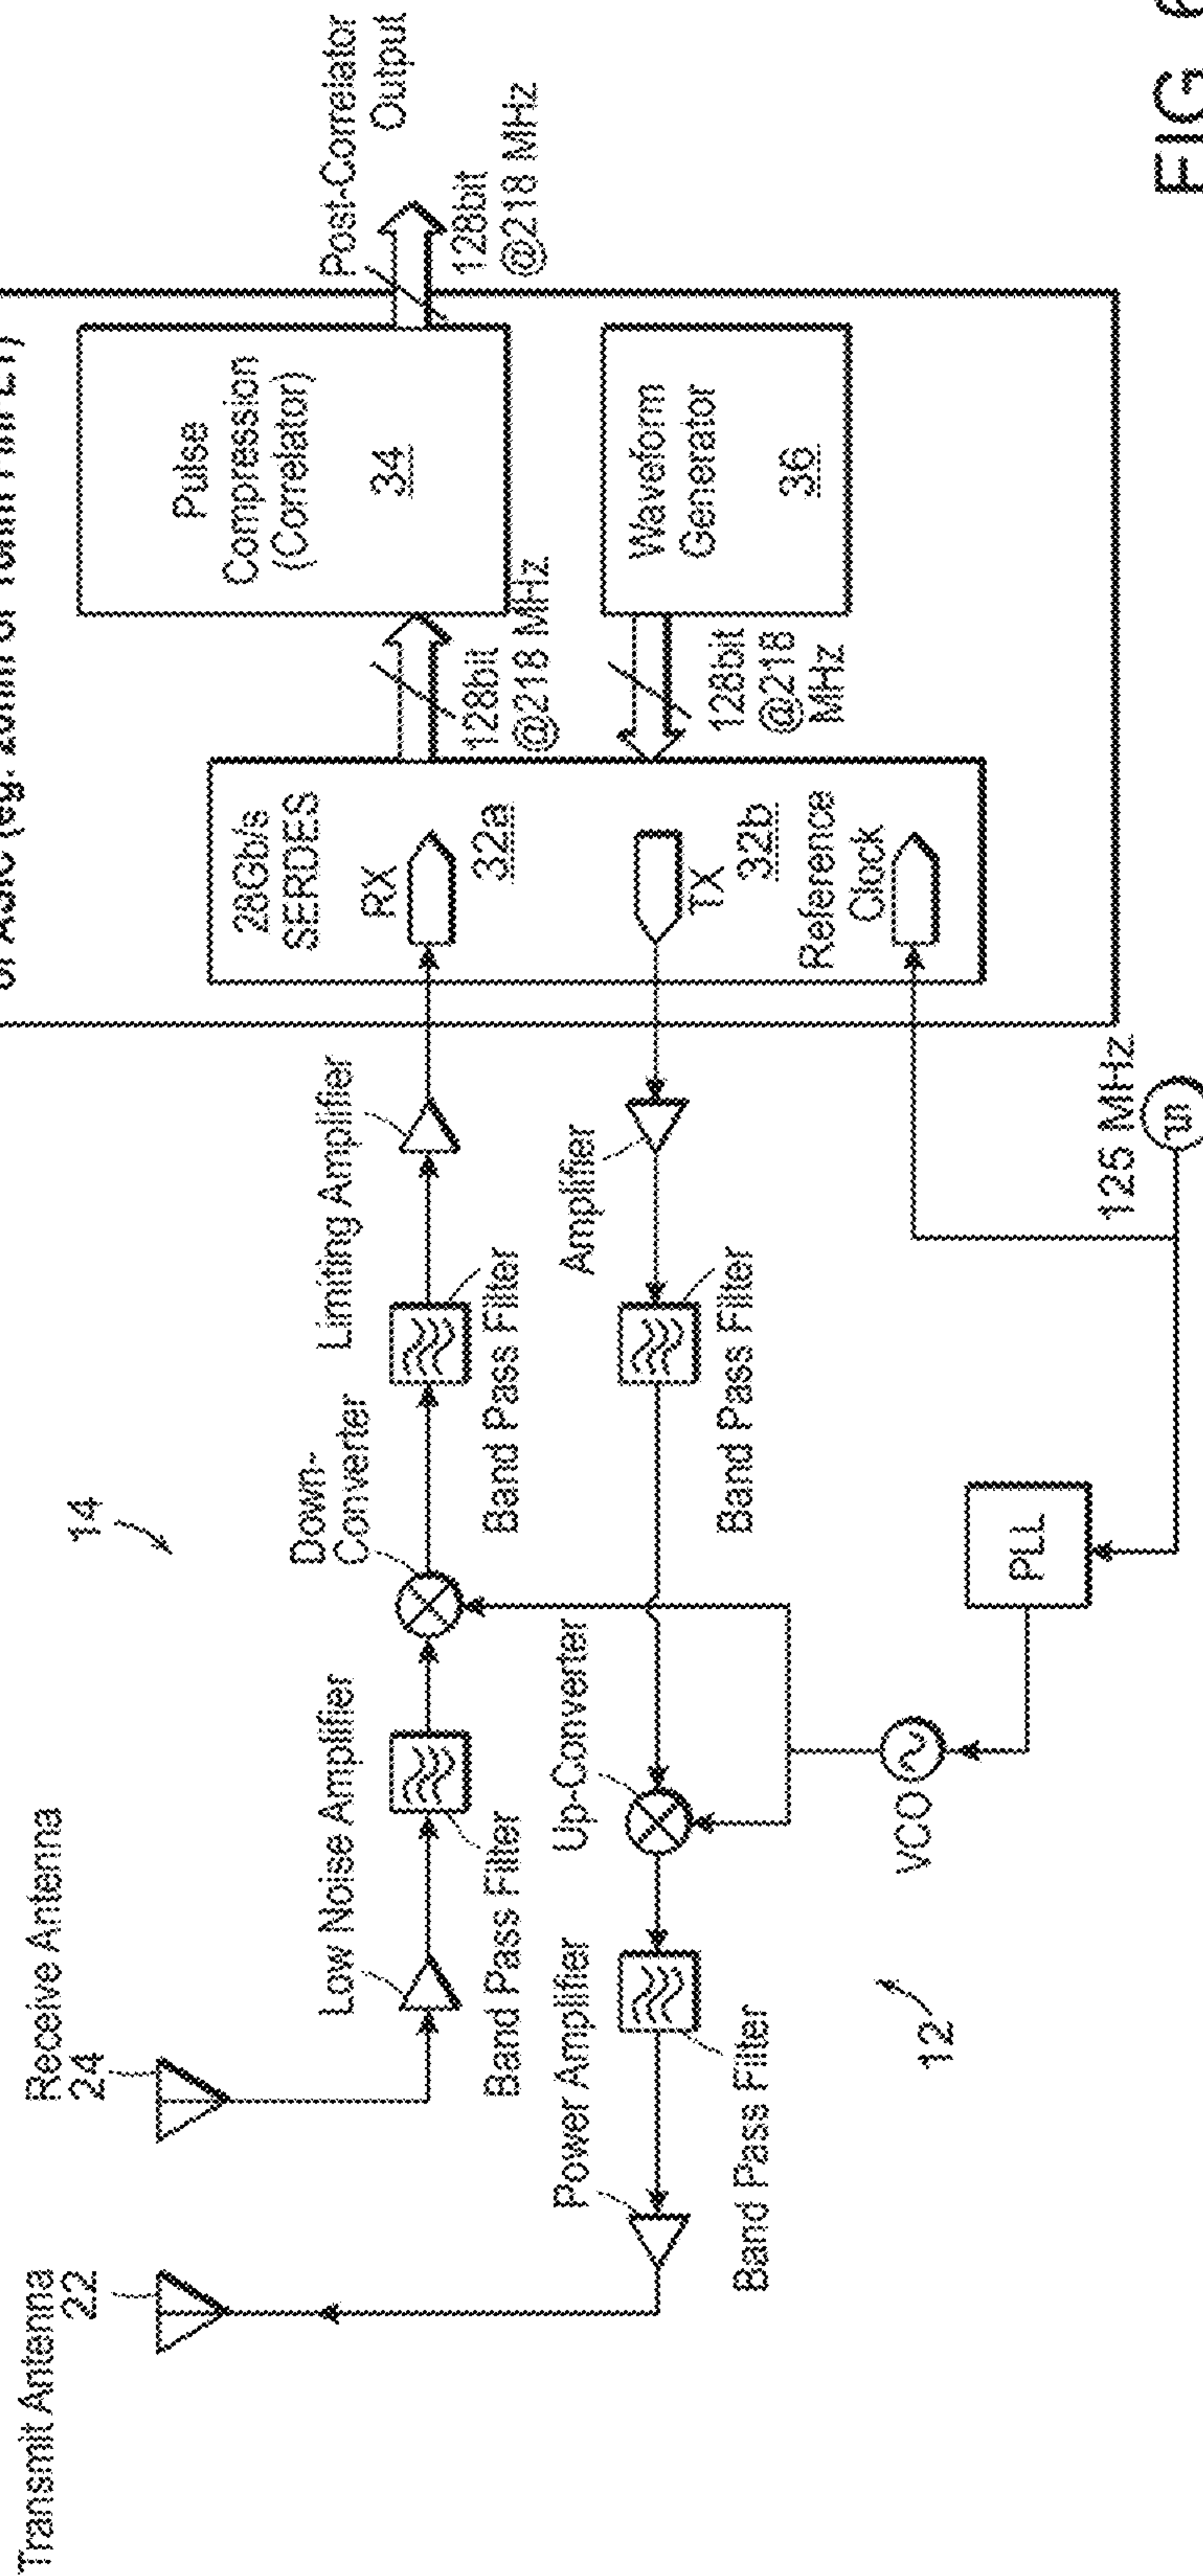 Transmit Antenna
22
Receive Antenna
24
14
Low Noise Amplifier
Band Pass Filter
Down-
Converter
Band Pass Filter
Limiting Amplifier
28Gb/s
SERDES
RX
32a
TX
32b
Reference
Clock
128bit
@218 MHz
Pulse
Compression
(Correlator)
34
Post-Correlator
Output
128bit
@218 MHz
128bit
@218
MHz
Waveform
Generator
36
Power Amplifier
Band Pass Filter
Up-Converter
Band Pass Filter
Amplifier
12
VCO
PLL
125 MHz
FIG.